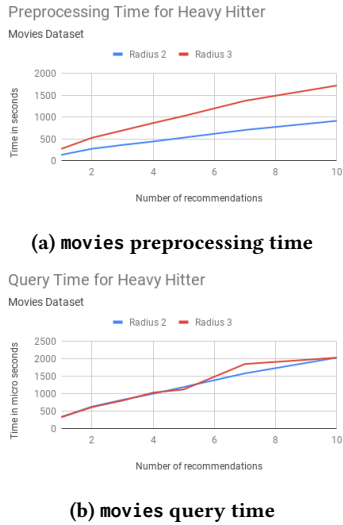 Preprocessing Time for Heavy Hitter
Movies Dataset
Radius 2 Radius 3
Time in seconds
2000
1500
1000
500
0
2 4 6 8 10
Number of recommendations
(a) movies preprocessing time
Query Time for Heavy Hitter
Movies Dataset
Radius 2 Radius 3
Time in micro seconds
2500
2000
1500
1000
500
0
2 4 6 8 10
Number of recommendations
(b) movies query time